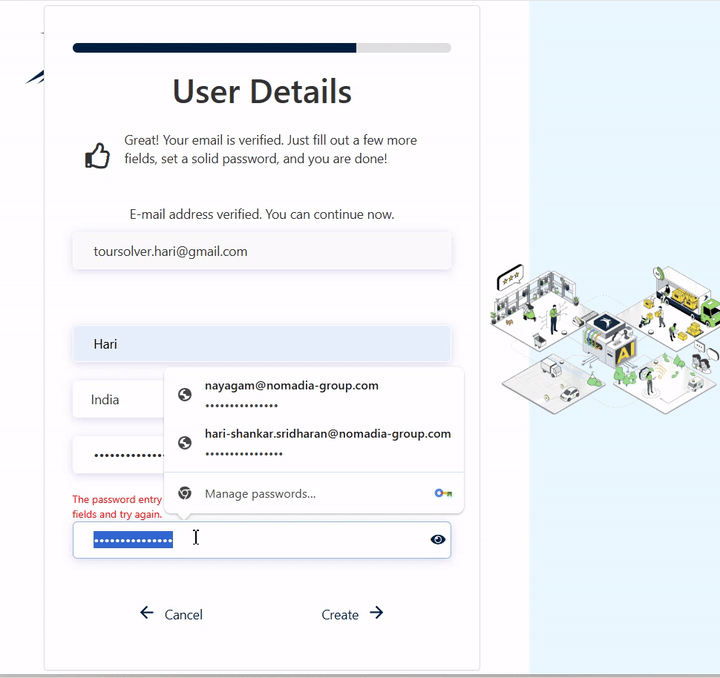 User Details
Great! Your email is verified. Just fill out a few more
fields, set a solid password, and you are done!
E-mail address verified. You can continue now.
toursolver.hari@gmail.com
Hari
India
nayagam@nomadia-group.com
•••••••••••••••
hari-shankar.sridharan@nomadia-group.com
••••••••••••••••
Manage passwords...
The password entry
fields and try again.
Cancel
Create
AI